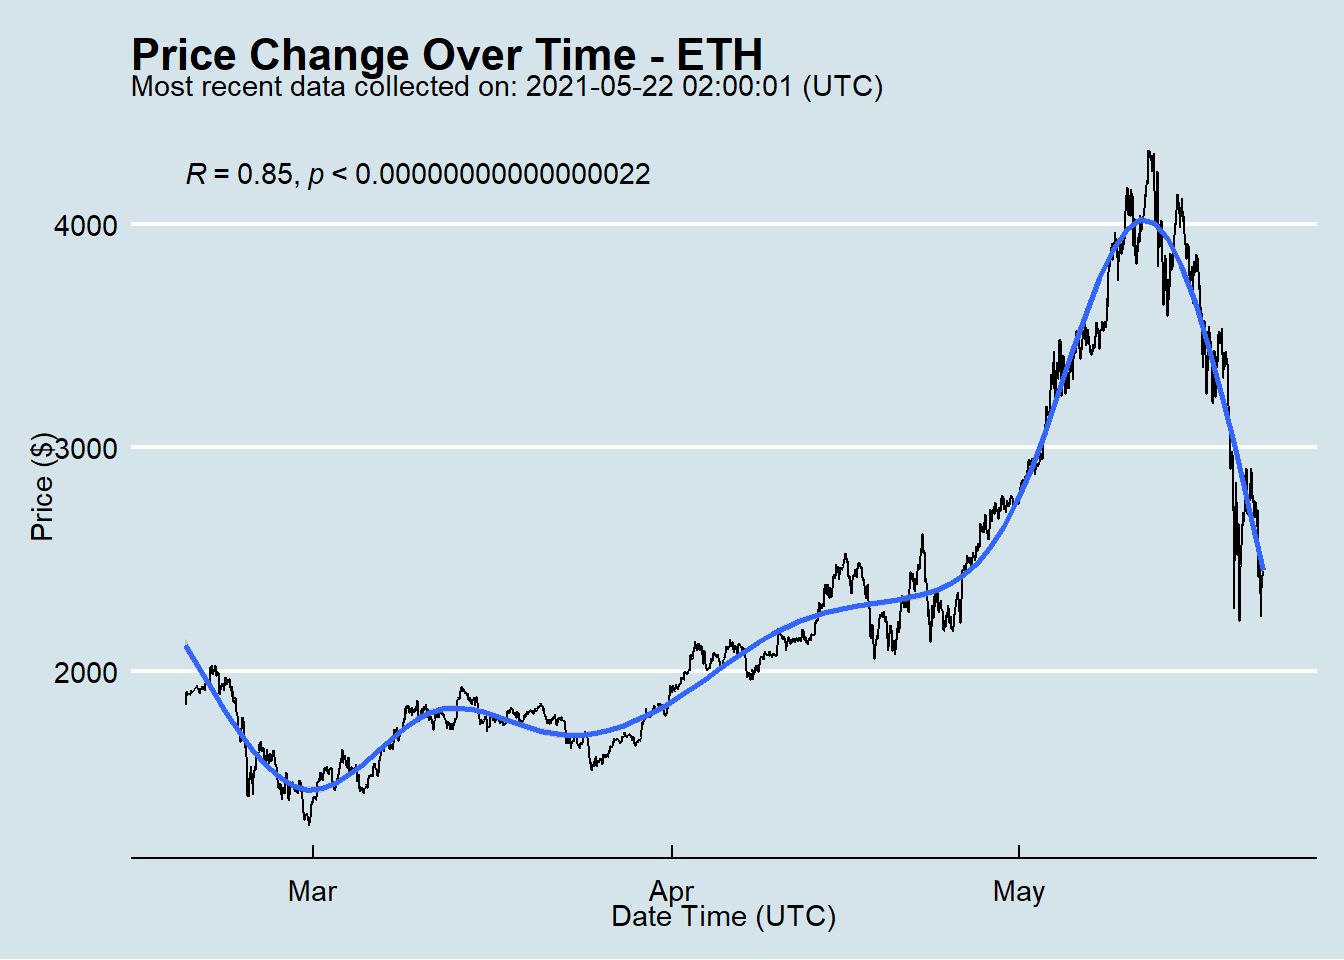 Price Change Over Time - ETH
Most recent data collected on: 2021-05-22 02:00:01 (UTC)
R = 0.85, p < 0.00000000000000022
4000
3000
2000
Price ($)
Mar
Apr
May
Date Time (UTC)